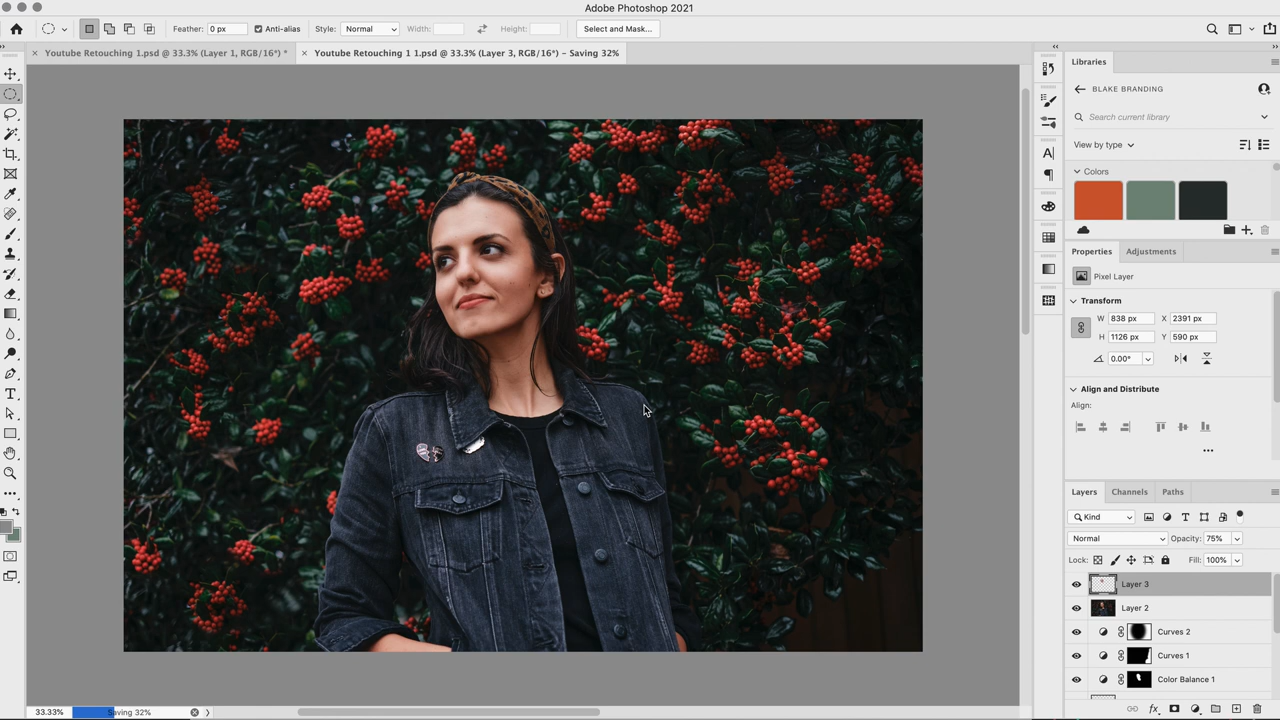 Adobe Photoshop 2021
Feather: 0 px Anti-alias Style: Normal Width: Height: Select and Mask...
Youtube Retouching 1.psd @ 33.3% (Layer 1, RGB/16*) * Youtube Retouching 1 1.psd @ 33.3% (Layer 3, RGB/16*) – Saving 32%
Libraries
BLAKE BRANDING
Search current library
View by type
Colors
Properties Adjustments
Pixel Layer
Transform
W 838 px X 2391 px
H 1126 px Y 590 px
0.00°
Align and Distribute
Align:
Layers Channels Paths
Kind
Normal Opacity: 75%
Lock: Fill: 100%
Layer 3
Layer 2
Curves 2
Curves 1
Color Balance 1
33.33% Saving 32%